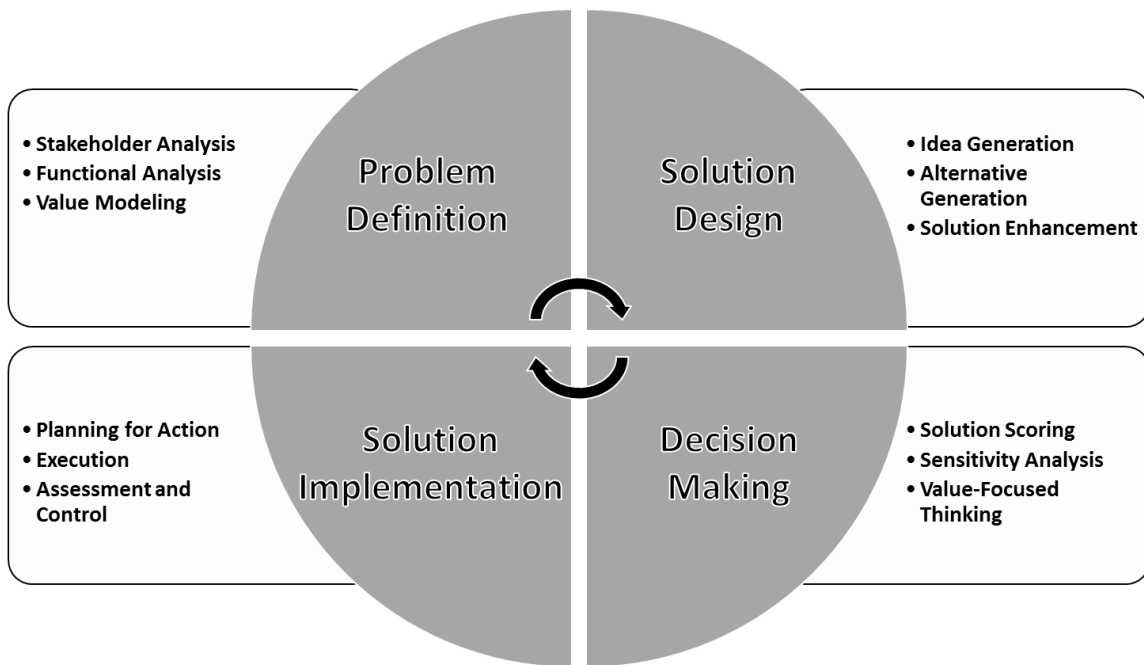 • Stakeholder Analysis
• Functional Analysis
• Value Modeling
Problem
Definition
Solution
Design
• Idea Generation
• Alternative
Generation
• Solution Enhancement
• Planning for Action
• Execution
• Assessment and
Control
Solution
Implementation
Decision
Making
• Solution Scoring
• Sensitivity Analysis
• Value-Focused
Thinking